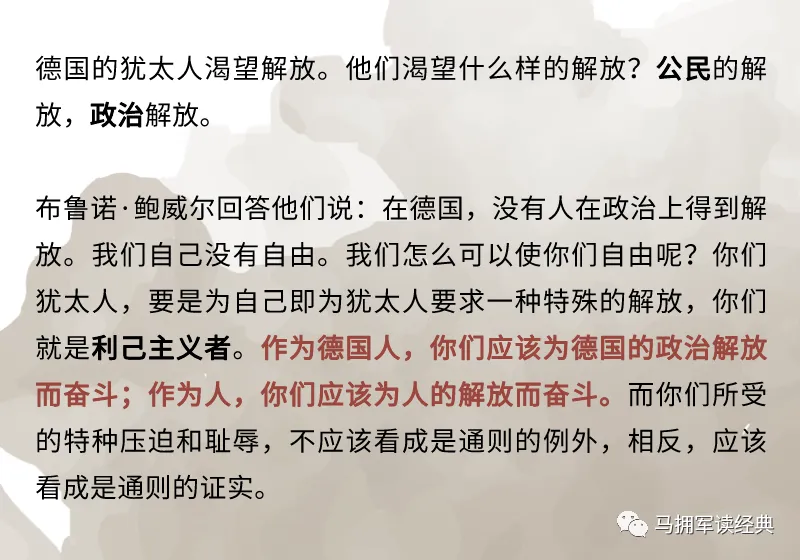 德国的犹太人渴望解放。他们渴望什么样的解放？公民的解
放，政治解放。
布鲁诺·鲍威尔回答他们说：在德国，没有人在政治上得到解
放。我们自己没有自由。我们怎么可以使你们自由呢？你们
犹太人，要是为自己即为犹太人要求一种特殊的解放，你们
就是利己主义者。作为德国人，你们应该为德国的政治解放
而奋斗；作为人，你们应该为人的解放而奋斗。而你们所受
的特种压迫和耻辱，不应该看成是通则的例外，相反，应该
看成是通则的证实。
马拥军读经典